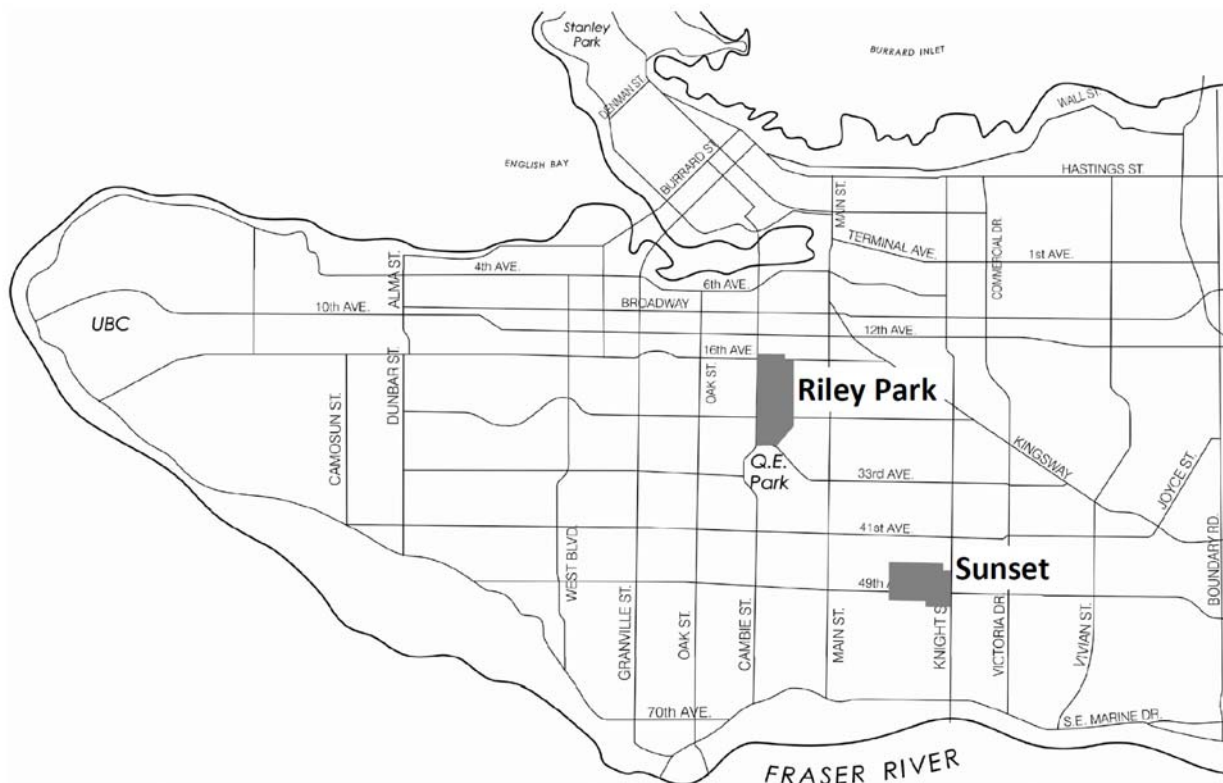 Stanley
Park
BURRARD INLET
DENMAN ST.
WALL ST.
ENGLISH BAY
BURRARD ST.
HASTINGS ST.
MAIN ST.
TERMINAL AVE.
COMMERCIAL DR.
1st AVE.
ALMA ST.
4th AVE.
6th AVE.
10th AVE.
BROADWAY
UBC
12th AVE.
16th AVE.
OAK ST.
DUNBAR ST.
CAMOSUN ST.
Riley Park
KINGSWAY
Q.E.
Park
33rd AVE.
JOYCE ST.
41st AVE.
BOUNDARY RD.
WEST BLVD.
Sunset
49th
GRANVILLE ST.
OAK ST.
CAMBIE ST.
MAIN ST.
KNIGHT S
VICTORIA DR.
VIVIAN ST.
70th AVE.
S.E. MARINE DR.
FRASER RIVER